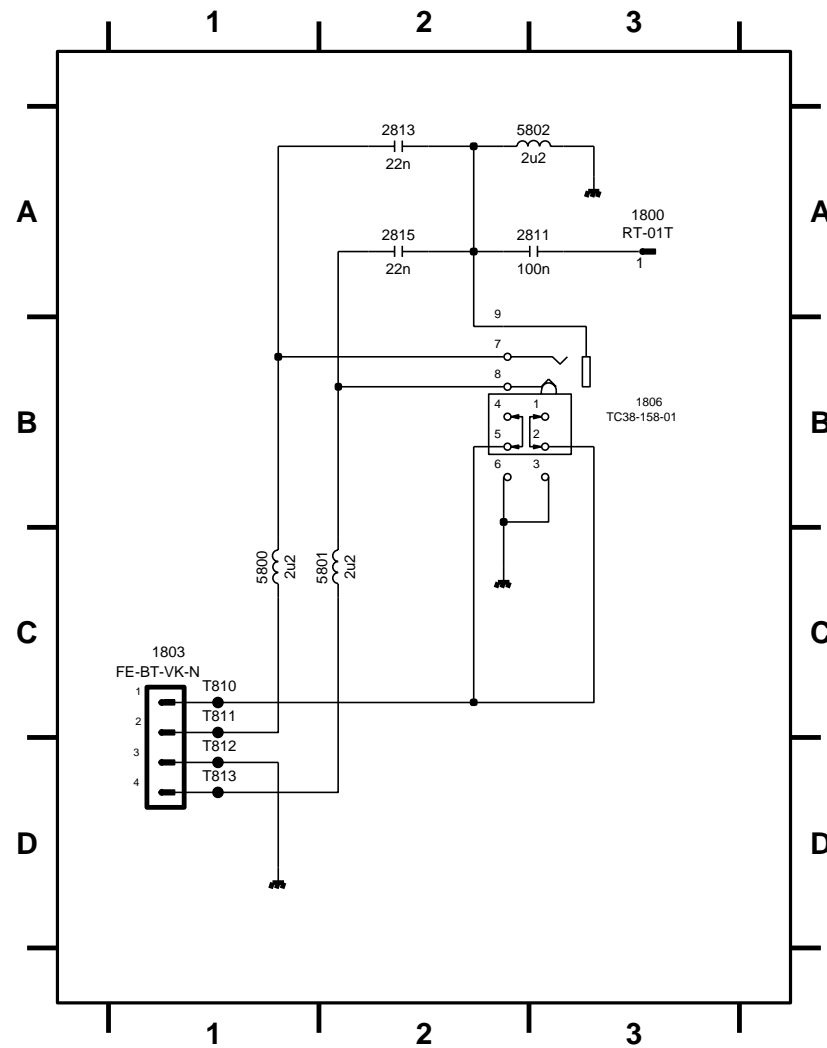 1 2 3
2813 5802
22n 2u2
A A
1800
RT-01T
2815 2811
1
22n 100n
9
7
8
1806
TC38-158-01
4 1
B B
5 2
6 3
5800
2u2
5801
2u2
C C
1803
FE-BT-VK-N
1 T810
2 T811
3 T812
4 T813
D D
1 2 3